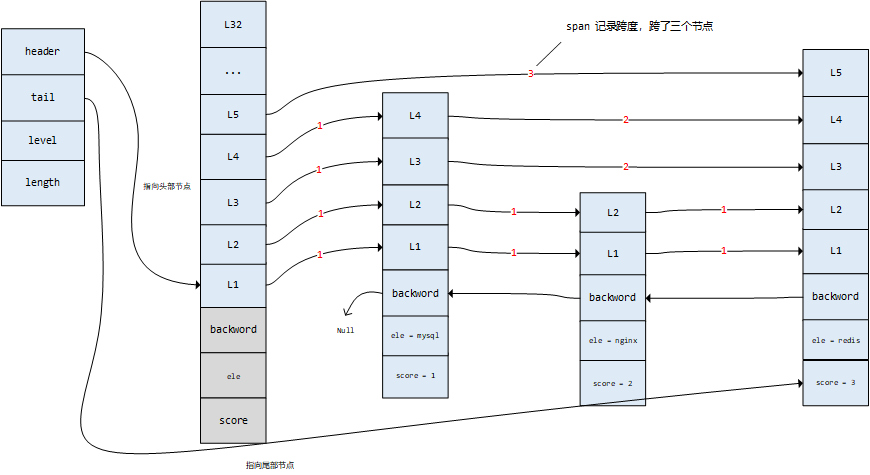 span 记录跨度，跨了三个节点
header
tail
level
length
指向头部节点
指向尾部节点
L32
...
L5
L4
L3
L2
L1
backword
ele
score
1
1
1
1
3
L4
L3
L2
L1
backword
ele = mysql
score = 1
Null
2
2
1
1
L2
L1
backword
ele = nginx
score = 2
1
1
L5
L4
L3
L2
L1
backword
ele = redis
score = 3